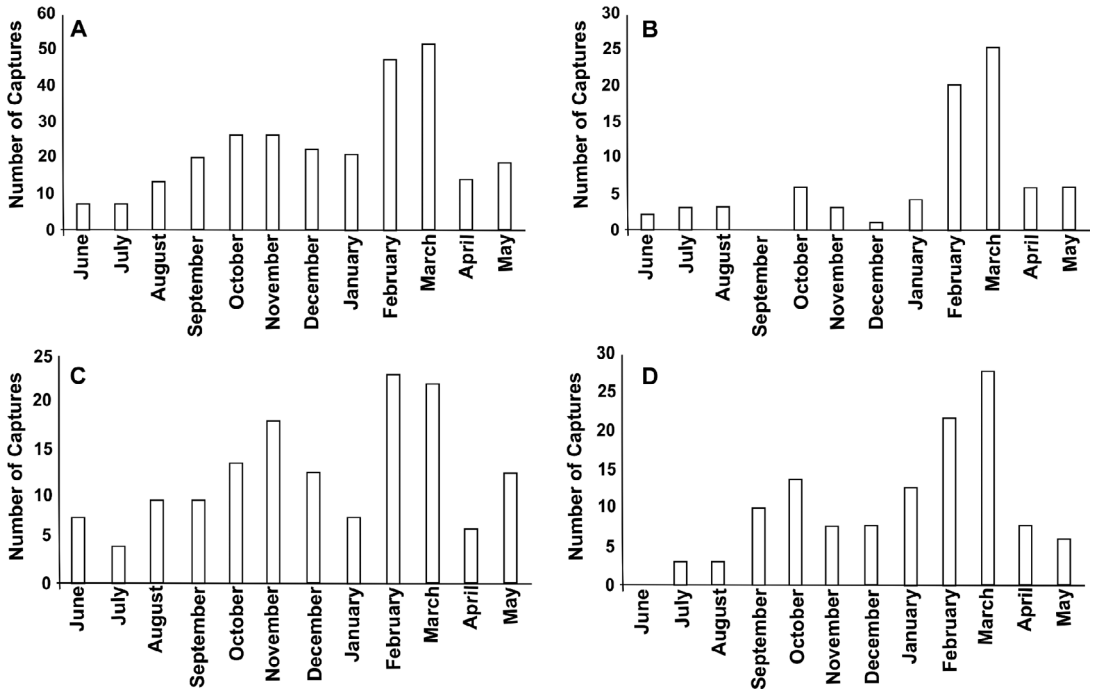 A
Number of Captures
60
50
40
30
20
10
0
June
July
August
September
October
November
December
January
February
March
April
May
B
Number of Captures
30
25
20
15
10
5
0
June
July
August
September
October
November
December
January
February
March
April
May
C
Number of Captures
25
20
15
10
5
0
June
July
August
September
October
November
December
January
February
March
April
May
D
Number of Captures
30
25
20
15
10
5
0
June
July
August
September
October
November
December
January
February
March
April
May